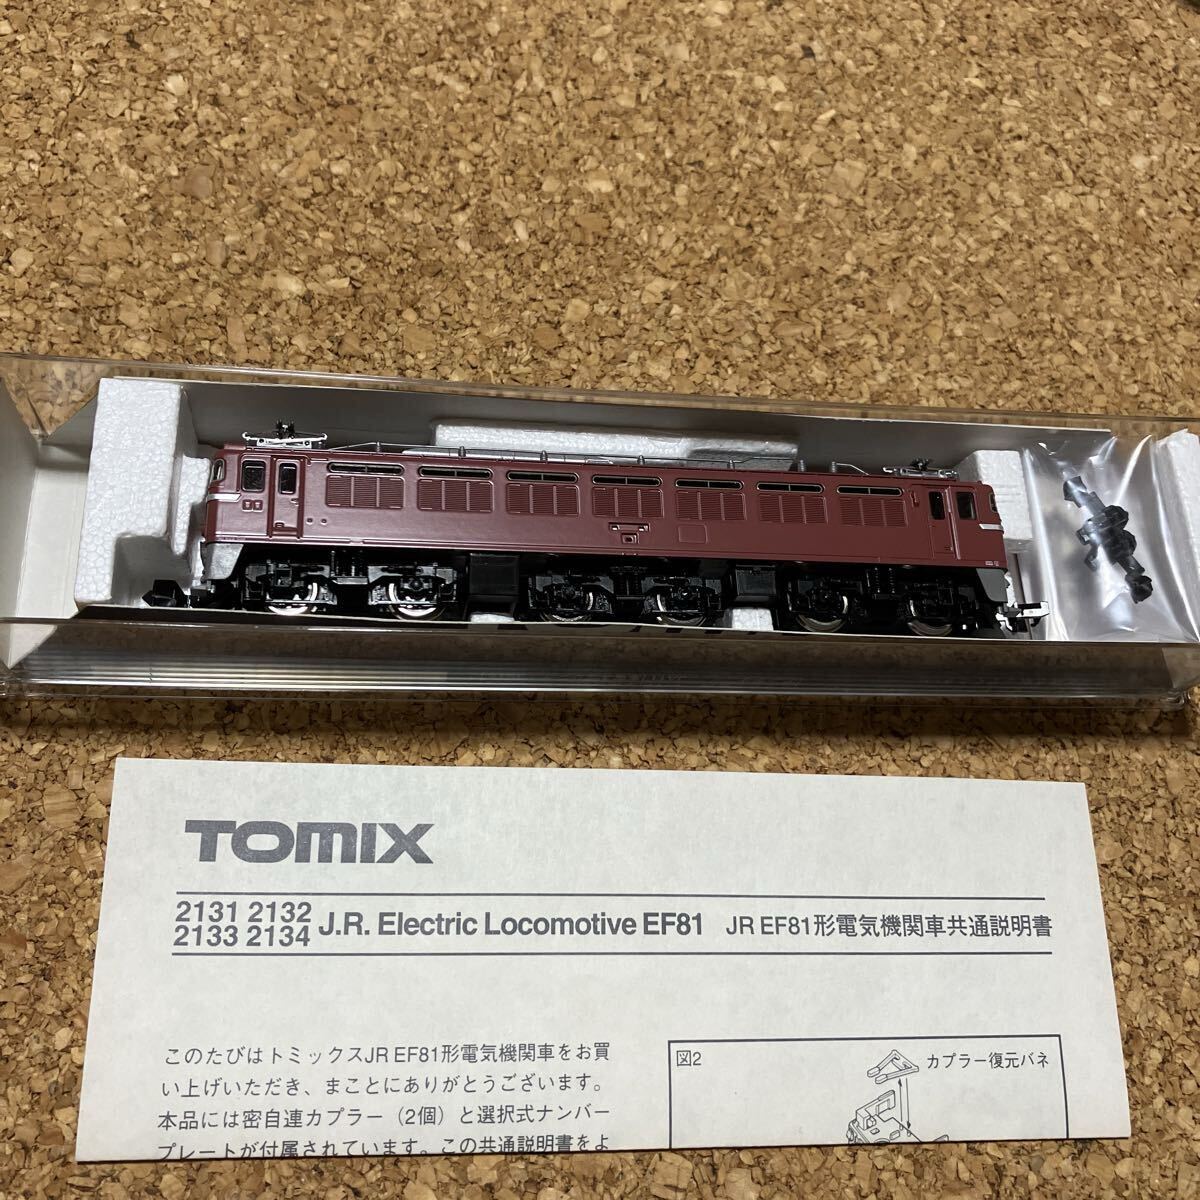 TOMIX
2131 2132
2133 2134
J.R. Electric Locomotive EF81 JR EF81形電気機関車共通説明書
このたびはトミックスJR EF81形電気機関車をお買
い上げいただき、まことにありがとうございます。
本品には密自連カプラー（2個）と選択式ナンバー
プレートが付属されています。この共通説明書をよ
図2
カプラー復元バネ